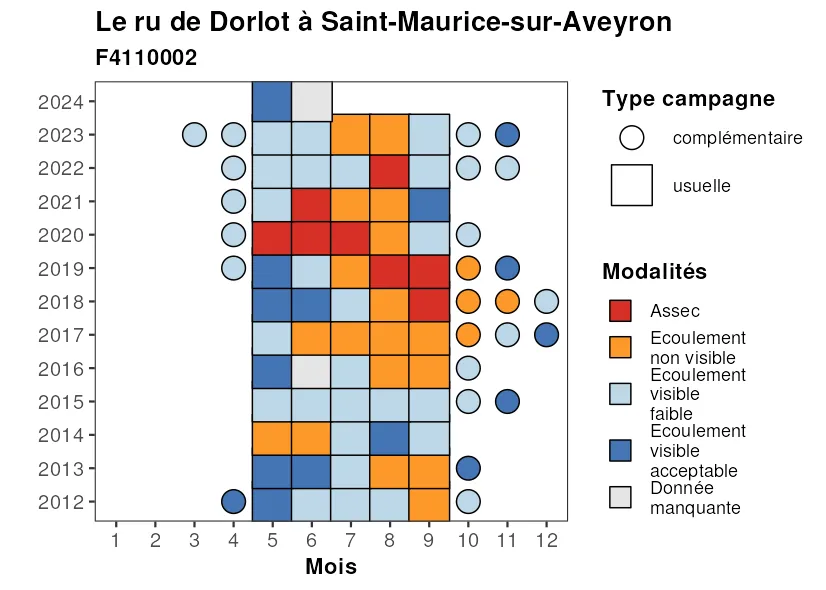 Le ru de Dorlot à Saint-Maurice-sur-Aveyron
F4110002
2024
2023
2022
2021
2020
2019
2018
2017
2016
2015
2014
2013
2012
1 2 3 4 5 6 7 8 9 10 11 12
Mois
Type campagne
complémentaire
usuelle
Modalités
Assec
Ecoulement
non visible
Ecoulement
visible
faible
Ecoulement
visible
acceptable
Donnée
manquante